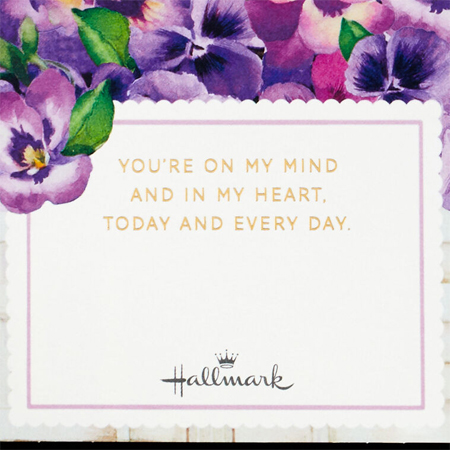 YOU'RE ON MY MIND
AND IN MY HEART,
TODAY AND EVERY DAY.
Hallmark